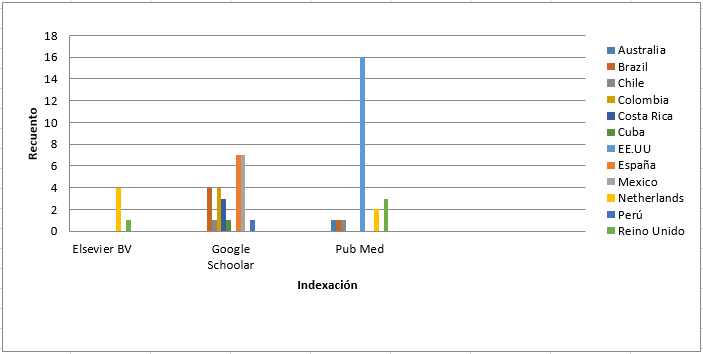 18
16
14
12
10
8
6
4
2
0
Recuento
Elsevier BV
Google
Schoolar
Pub Med
Indexación
Australia
Brazil
Chile
Colombia
Costa Rica
Cuba
EE.UU
España
Mexico
Netherlands
Perú
Reino Unido